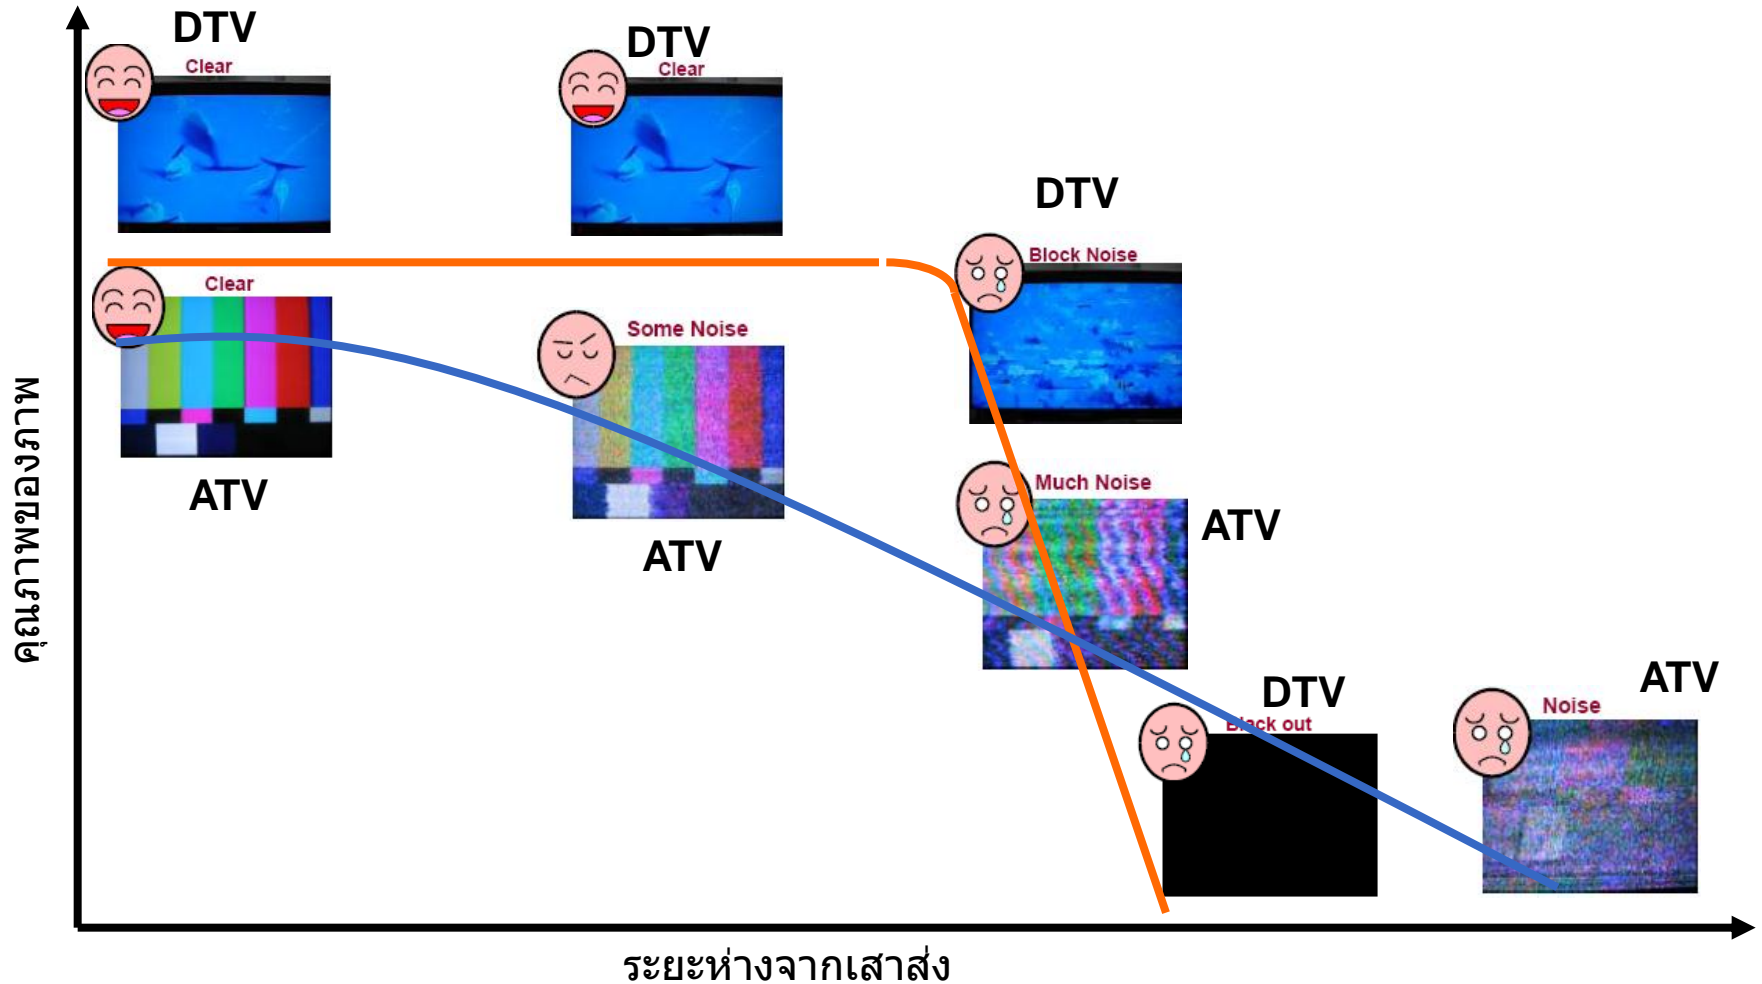 DTV
Clear
DTV
Clear
DTV
Block Noise
Clear
ATV
Some Noise
ATV
Much Noise
ATV
DTV
Black out
ATV
Noise
คุณภาพของภาพ
ระยะห่างจากเสาส่ง